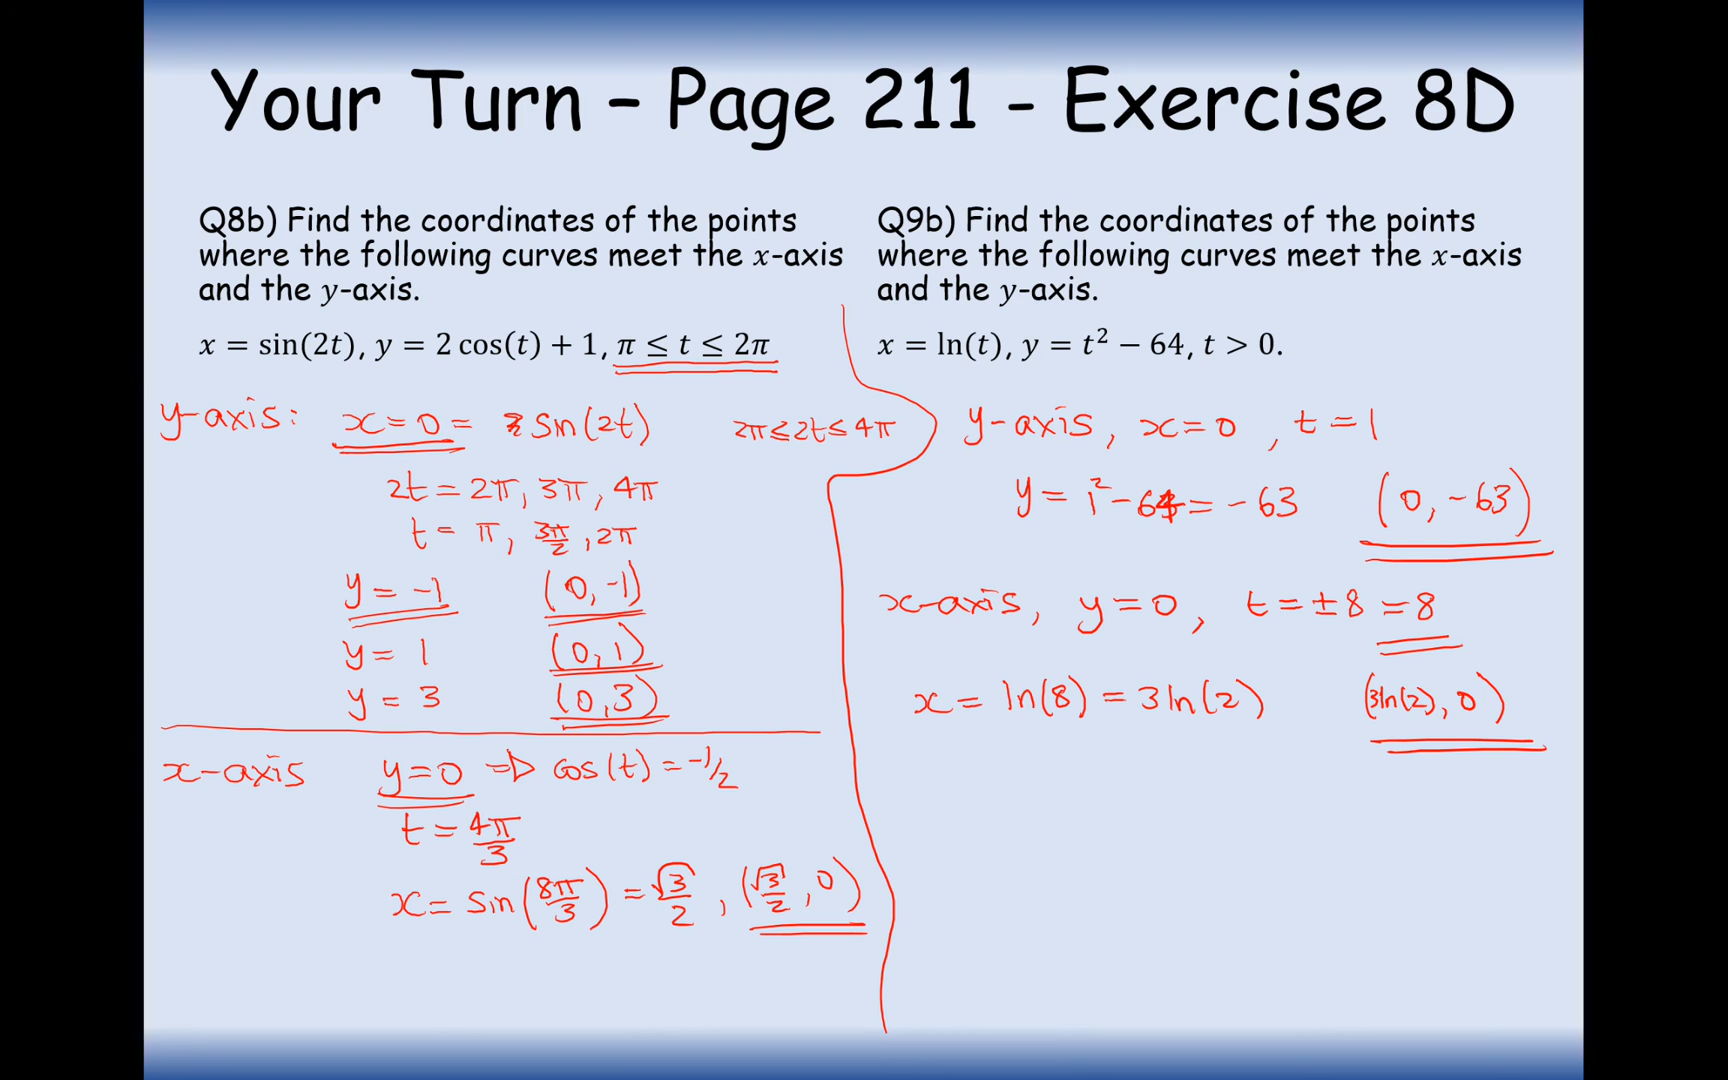 Your Turn – Page 211 - Exercise 8D
Q8b) Find the coordinates of the points
where the following curves meet the x-axis
and the y-axis.
x = sin(2t), y = 2 cos(t) + 1, π ≤ t ≤ 2π
y-axis: x=0 = sin(2t) 2π≤2t≤4π
2t = 2π, 3π, 4π
t = π, 3π/2, 2π
y = -1 (0,-1)
y = 1 (0,1)
y = 3 (0,3)
x-axis y=0 => cos(t) = -1/2
t = 4π/3
x = sin(8π/3) = √3/2, (√3/2, 0)
Q9b) Find the coordinates of the points
where the following curves meet the x-axis
and the y-axis.
x = ln(t), y = t² − 64, t > 0.
y-axis, x=0, t=1
y = 1² - 64 = -63 (0,-63)
x-axis, y=0, t = ±8 = 8
x = ln(8) = 3ln(2) (3ln(2), 0)